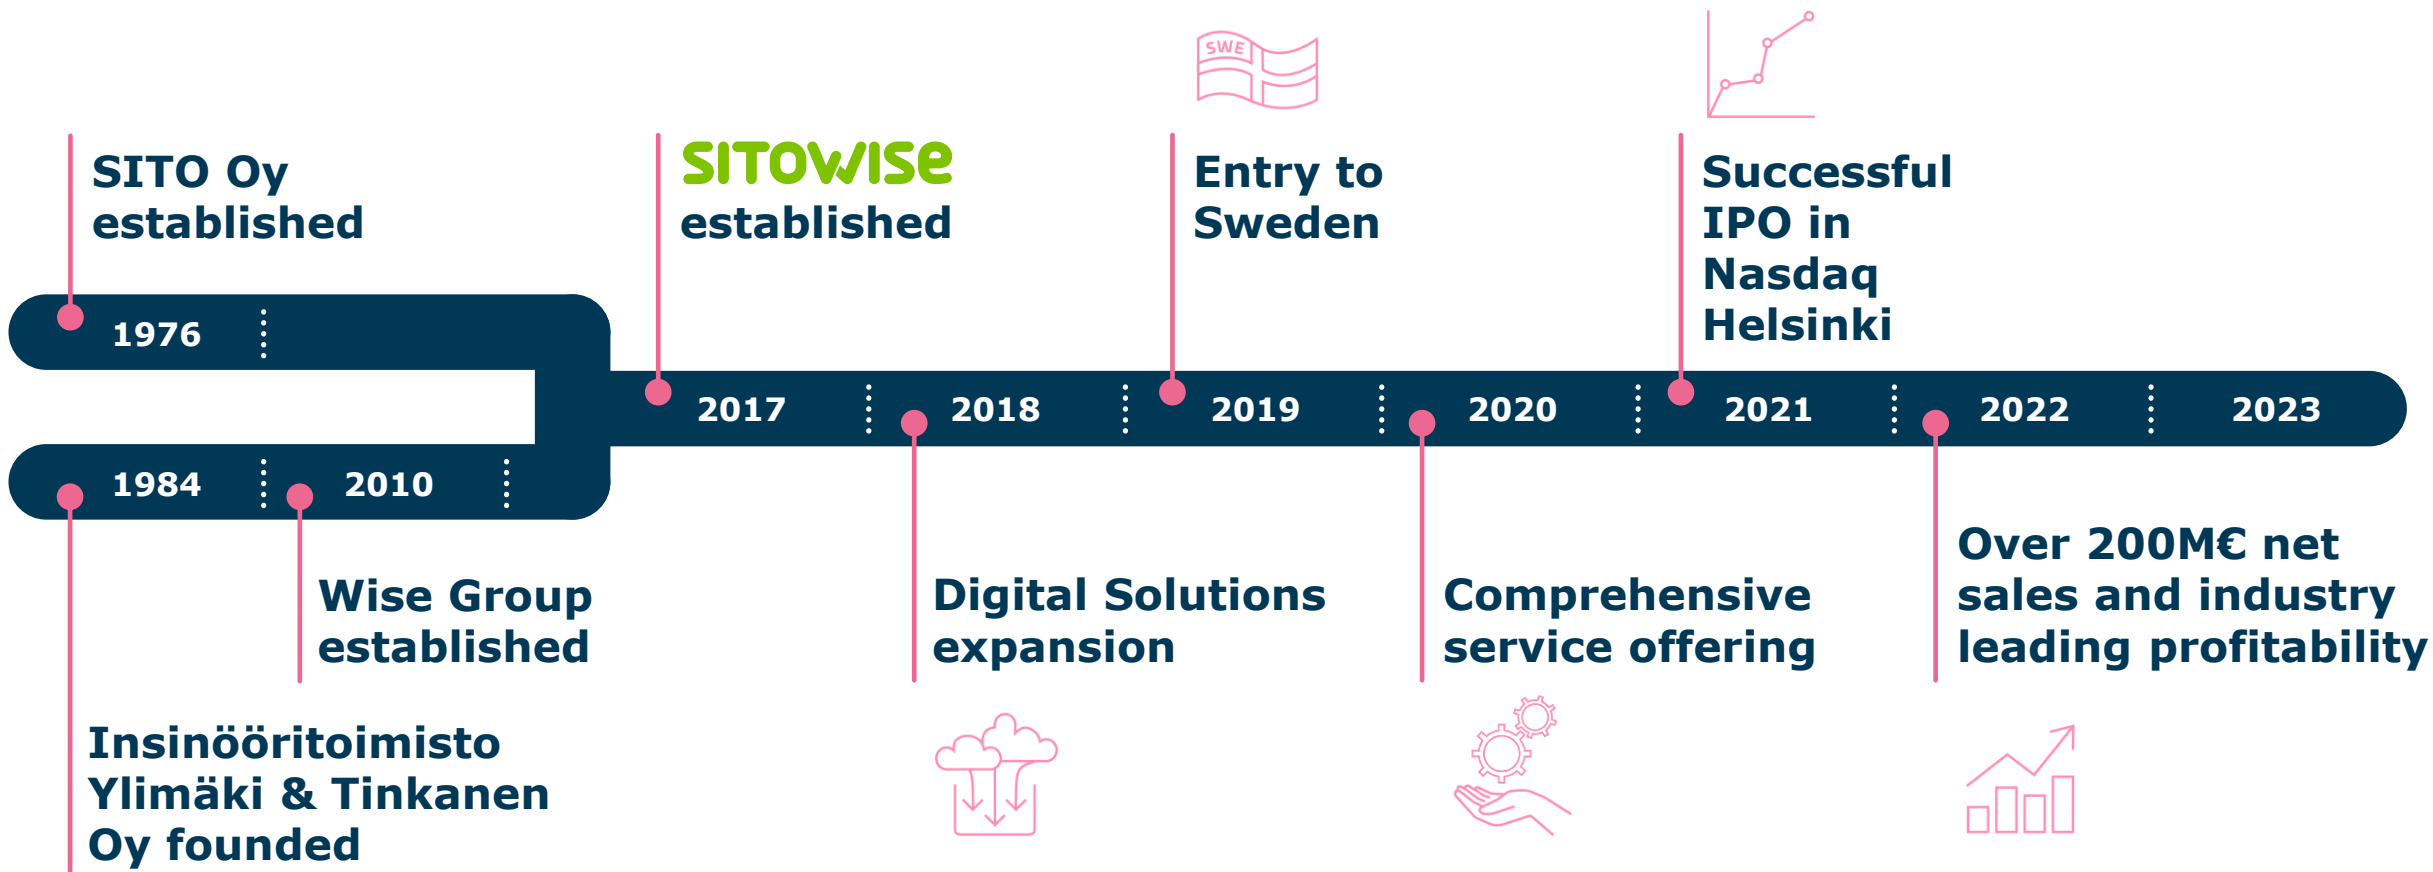 SWE
SITO Oy
established
SITOWISE
established
Entry to
Sweden
Successful
IPO in
Nasdaq
Helsinki
1976
2017
2018
2019
2020
2021
2022
2023
1984
2010
Wise Group
established
Digital Solutions
expansion
Comprehensive
service offering
Over 200M€ net
sales and industry
leading profitability
Insinööritoimisto
Ylimäki & Tinkanen
Oy founded